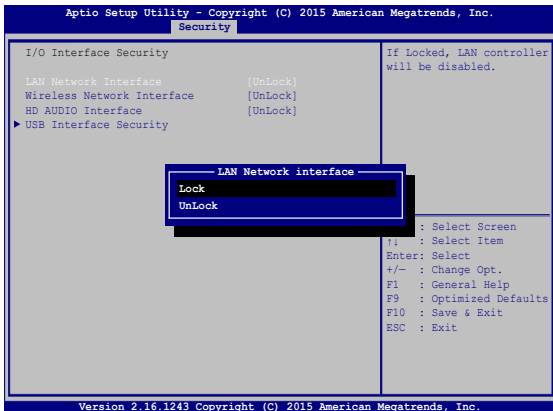 Aptio Setup Utility - Copyright (C) 2015 American Megatrends, Inc.
Security
I/O Interface Security
LAN Network Interface [UnLock]
Wireless Network Interface [UnLock]
HD AUDIO Interface [UnLock]
USB Interface Security
If Locked, LAN controller
will be disabled.
LAN Network interface
Lock
UnLock
: Select Screen
↑↓ : Select Item
Enter: Select
+/— : Change Opt.
F1 : General Help
F9 : Optimized Defaults
F10 : Save & Exit
ESC : Exit
Version 2.16.1243 Copyright (C) 2015 American Megatrends, Inc.